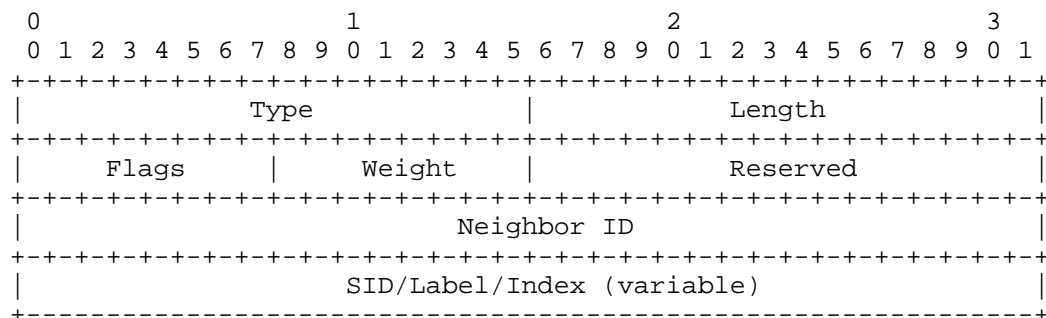 0                   1                   2                   3
 0 1 2 3 4 5 6 7 8 9 0 1 2 3 4 5 6 7 8 9 0 1 2 3 4 5 6 7 8 9 0 1
+-+-+-+-+-+-+-+-+-+-+-+-+-+-+-+-+-+-+-+-+-+-+-+-+-+-+-+-+-+-+-+-+
|              Type             |            Length             |
+-+-+-+-+-+-+-+-+-+-+-+-+-+-+-+-+-+-+-+-+-+-+-+-+-+-+-+-+-+-+-+-+
|     Flags     |     Weight    |            Reserved           |
+-+-+-+-+-+-+-+-+-+-+-+-+-+-+-+-+-+-+-+-+-+-+-+-+-+-+-+-+-+-+-+-+
|                           Neighbor ID                         |
+-+-+-+-+-+-+-+-+-+-+-+-+-+-+-+-+-+-+-+-+-+-+-+-+-+-+-+-+-+-+-+-+
|                    SID/Label/Index (variable)                 |
+---------------------------------------------------------------+